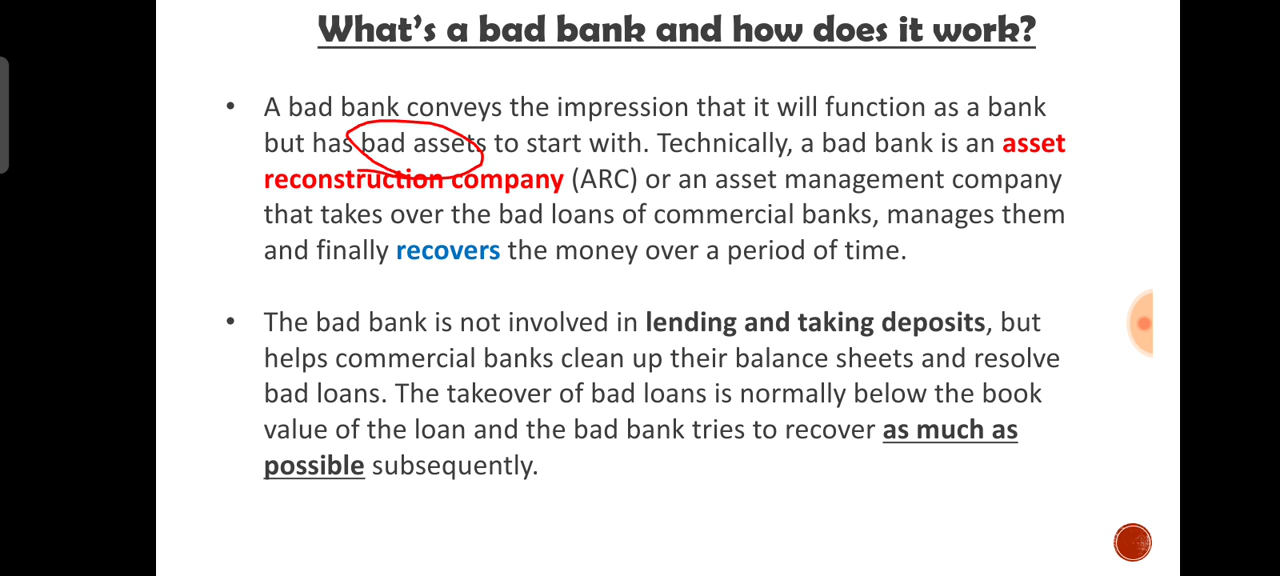 What's a bad bank and how does it work?
• A bad bank conveys the impression that it will function as a bank
but has bad assets to start with. Technically, a bad bank is an asset
reconstruction company (ARC) or an asset management company
that takes over the bad loans of commercial banks, manages them
and finally recovers the money over a period of time.
• The bad bank is not involved in lending and taking deposits, but
helps commercial banks clean up their balance sheets and resolve
bad loans. The takeover of bad loans is normally below the book
value of the loan and the bad bank tries to recover as much as
possible subsequently.